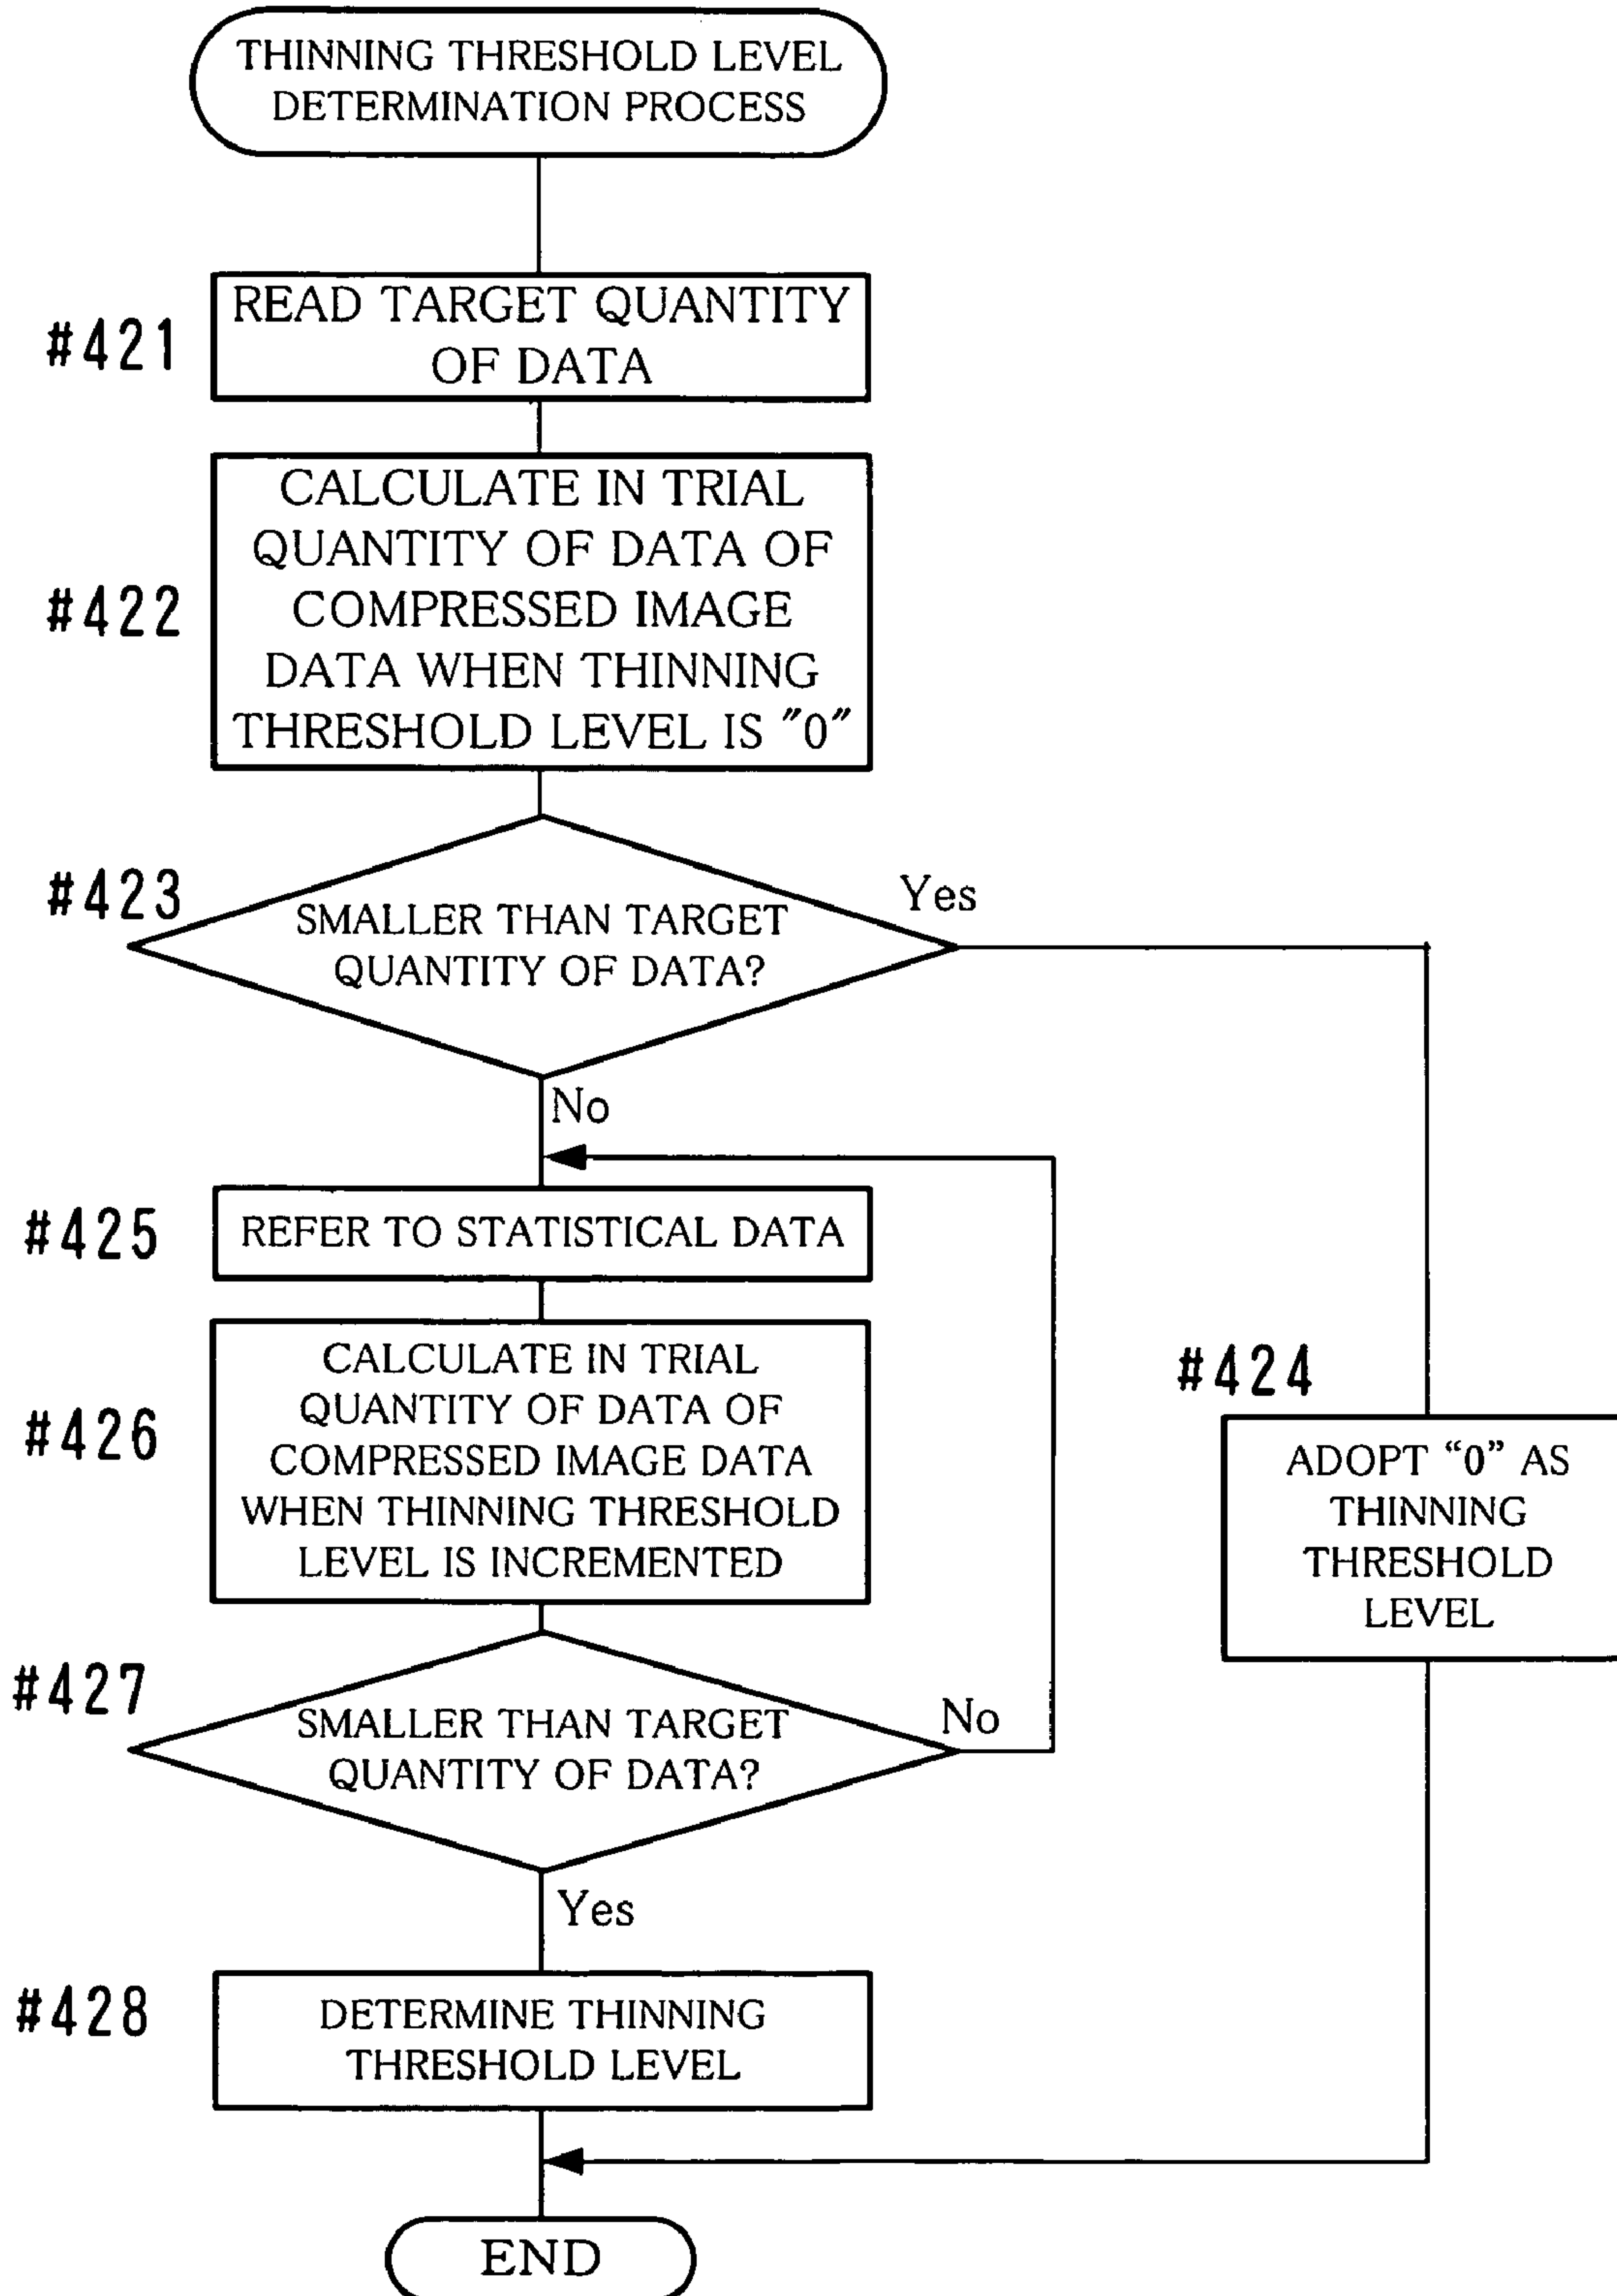 THINNING THRESHOLD LEVEL
DETERMINATION PROCESS
#421
READ TARGET QUANTITY
OF DATA
#422
CALCULATE IN TRIAL
QUANTITY OF DATA OF
COMPRESSED IMAGE
DATA WHEN THINNING
THRESHOLD LEVEL IS "0"
#423
SMALLER THAN TARGET
QUANTITY OF DATA?
Yes
No
#425
REFER TO STATISTICAL DATA
#426
CALCULATE IN TRIAL
QUANTITY OF DATA OF
COMPRESSED IMAGE DATA
WHEN THINNING THRESHOLD
LEVEL IS INCREMENTED
#424
ADOPT “0” AS
THINNING
THRESHOLD
LEVEL
#427
SMALLER THAN TARGET
QUANTITY OF DATA?
No
Yes
#428
DETERMINE THINNING
THRESHOLD LEVEL
END